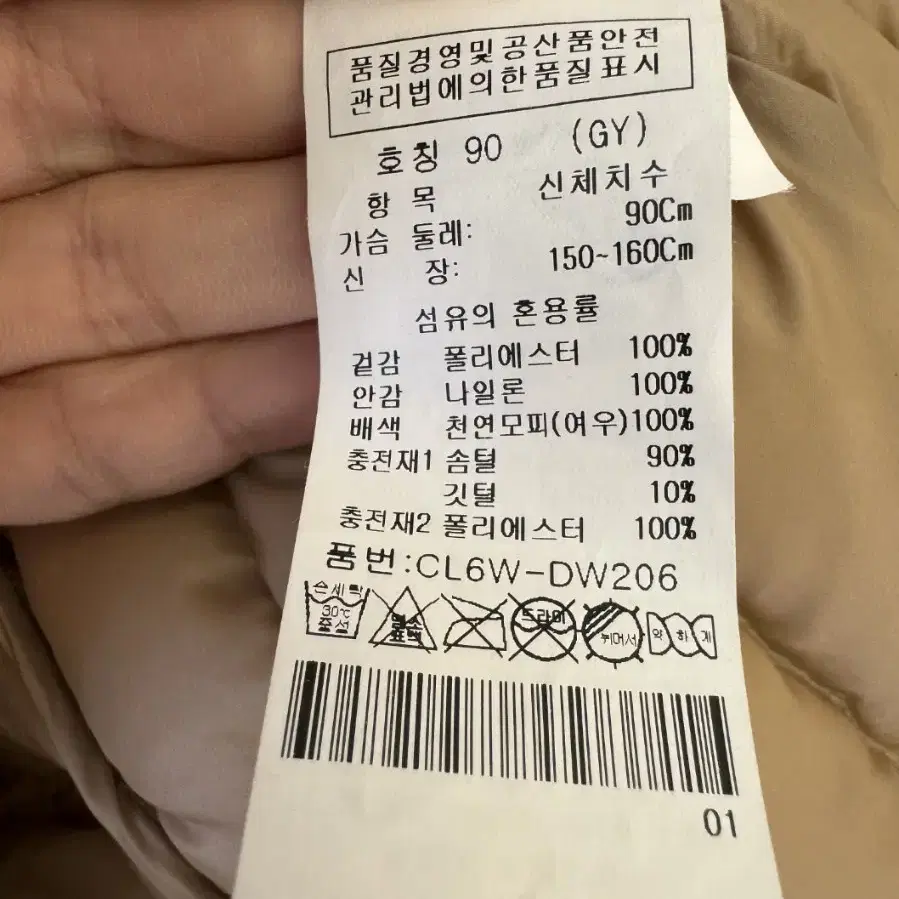 품질경영및공산품안전
관리법에의한품질표시
호칭 90 (GY)
항 목 신체치수
가슴 둘레: 90Cm
신 장: 150~160Cm
섬유의 혼용률
겉감 폴리에스터 100%
안감 나일론 100%
배색 천연모피(여우)100%
충전재1 솜털 90%
깃털 10%
충전재2 폴리에스터 100%
품번:CL6W-DW206
손세탁 30℃ 중성 염소 표백 드라이 뉘어서 약하게
01